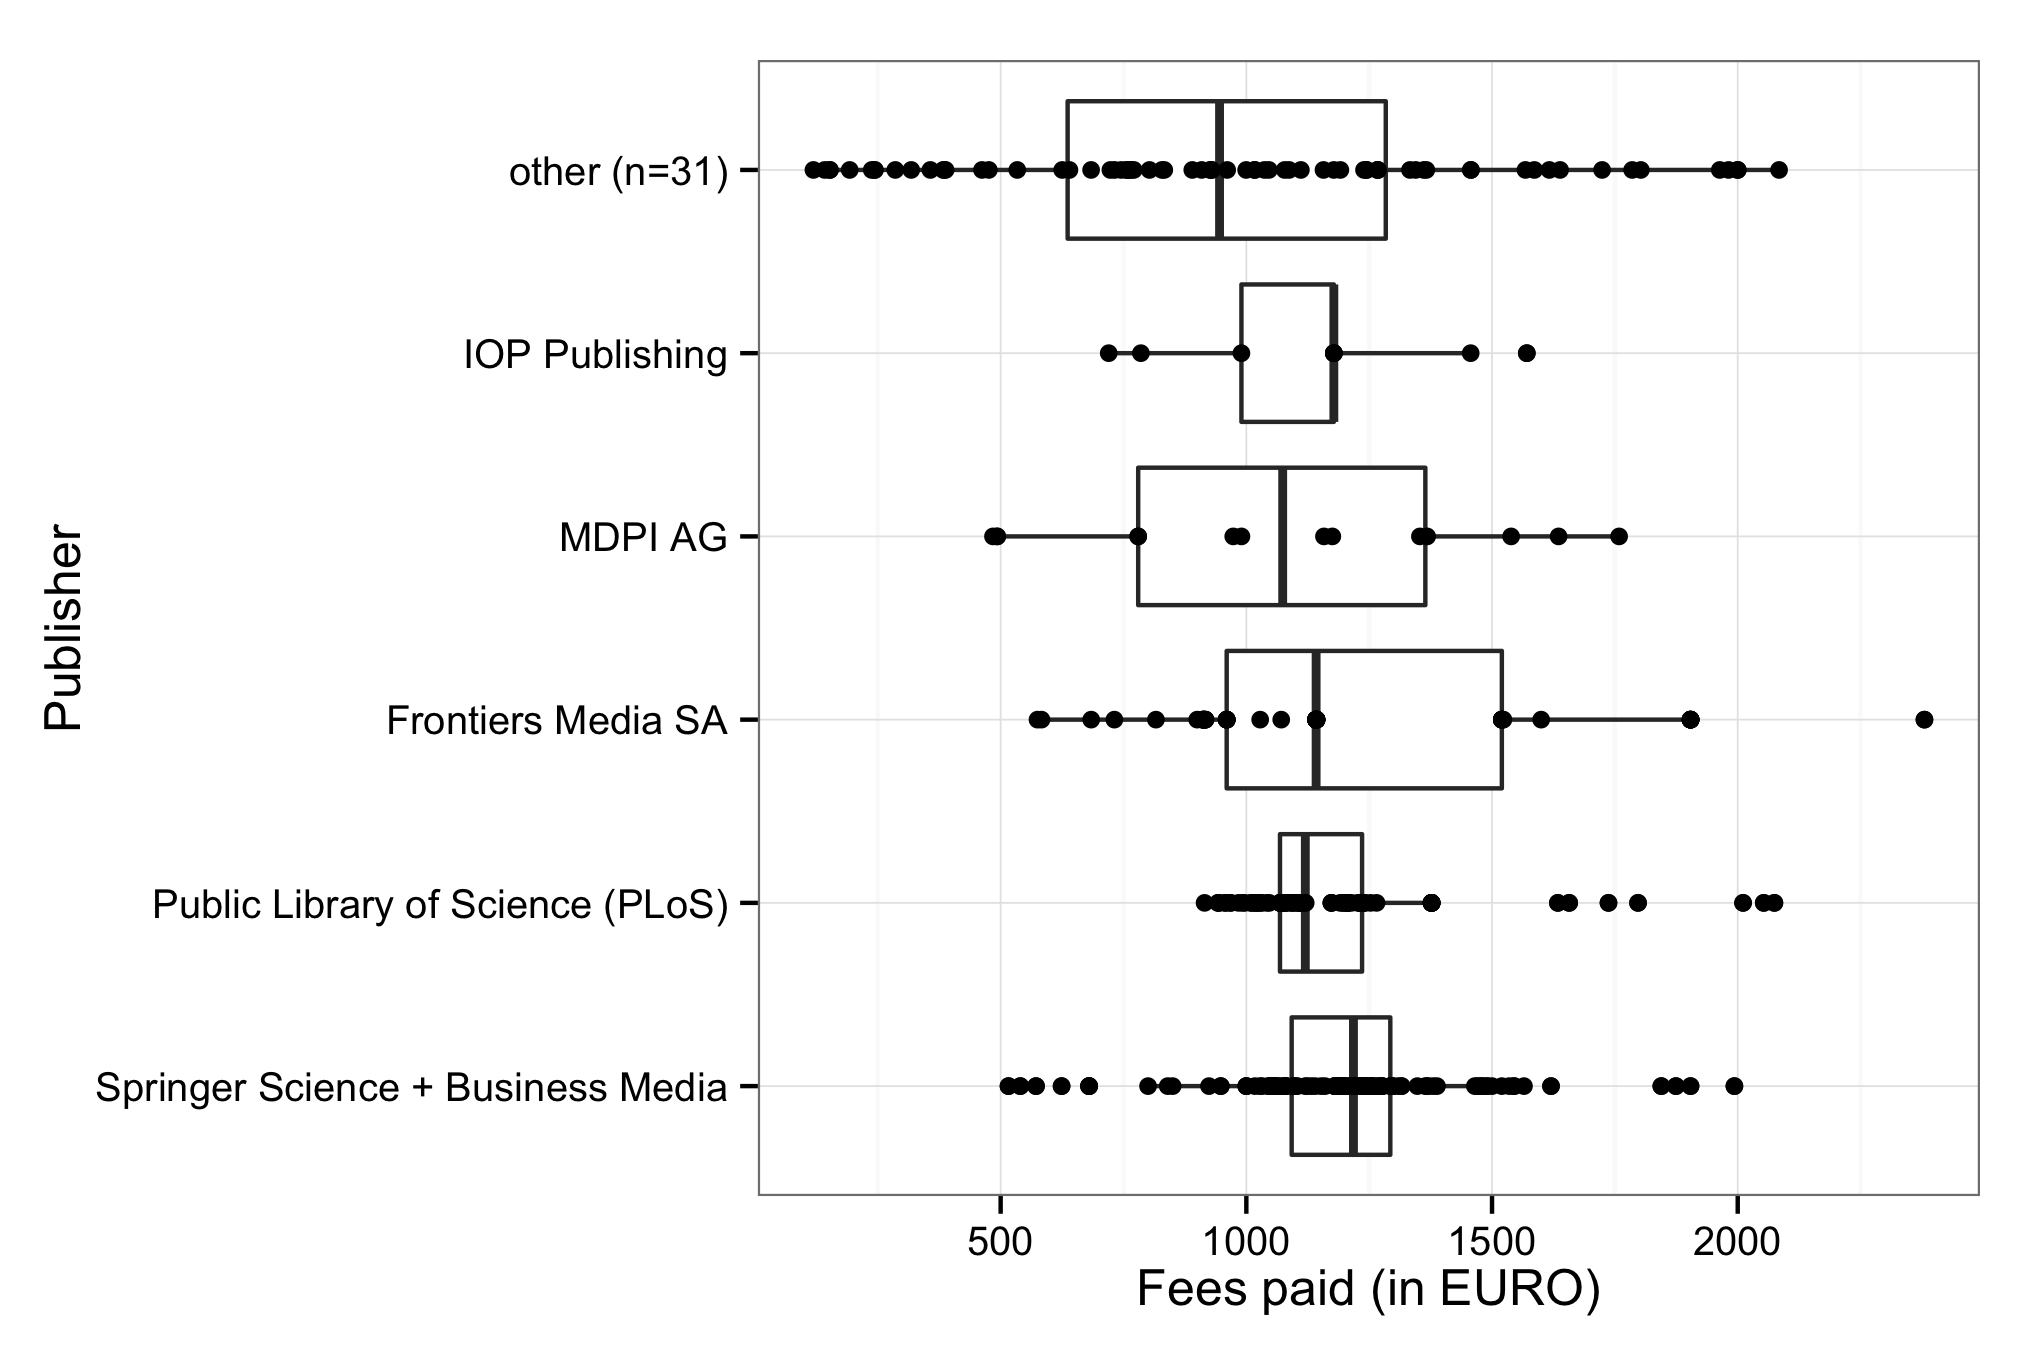 other (n=31)
IOP Publishing
MDPI AG
Frontiers Media SA
Public Library of Science (PLoS)
Springer Science + Business Media
Publisher
500 1000 1500 2000
Fees paid (in EURO)